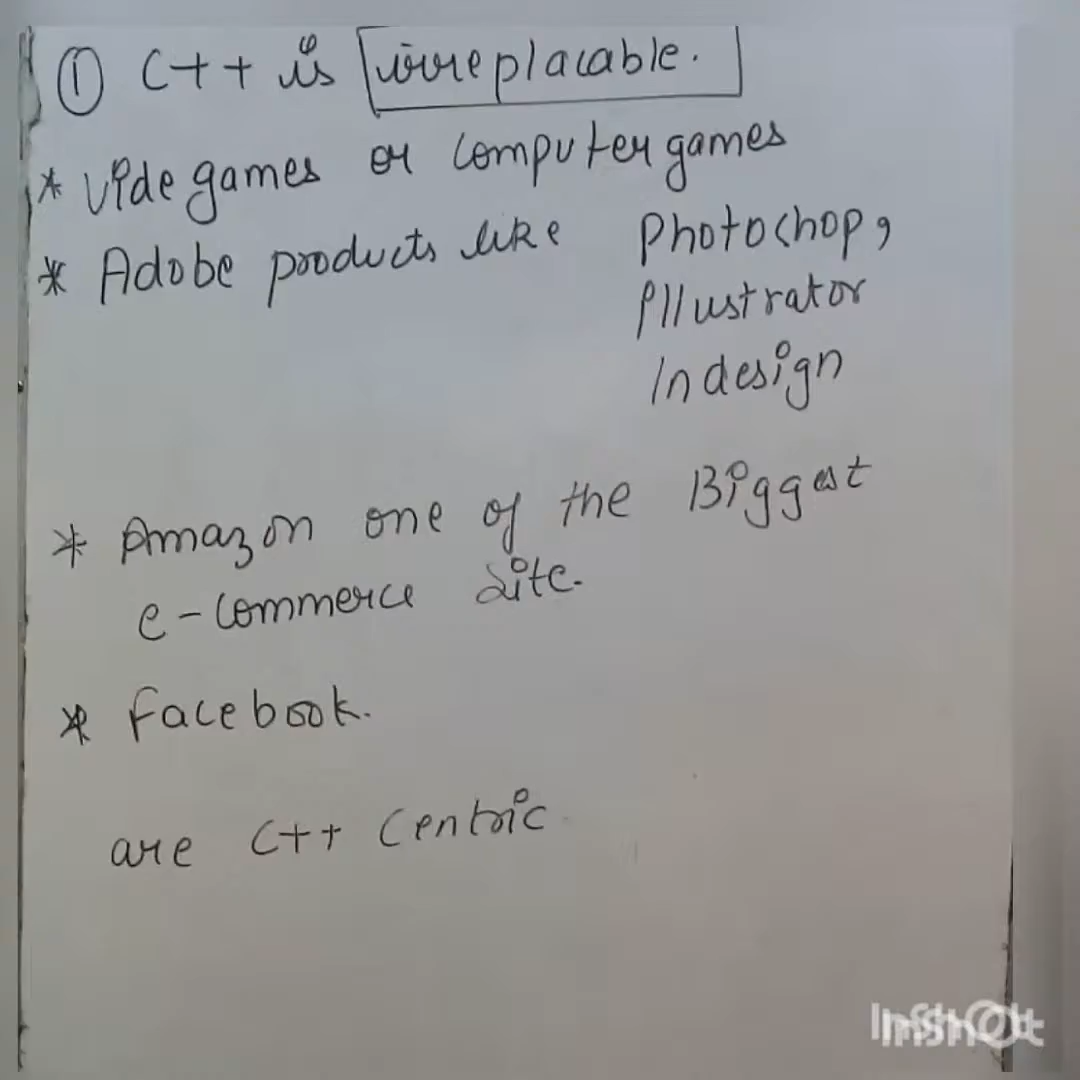 ① C++ is irreplacable.
* Vide games or computer games
* Adobe products like Photochop,
Illustrator
Indesign
* Amazon one of the Biggest
e-commerce site.
* facebook.
are C++ Centric